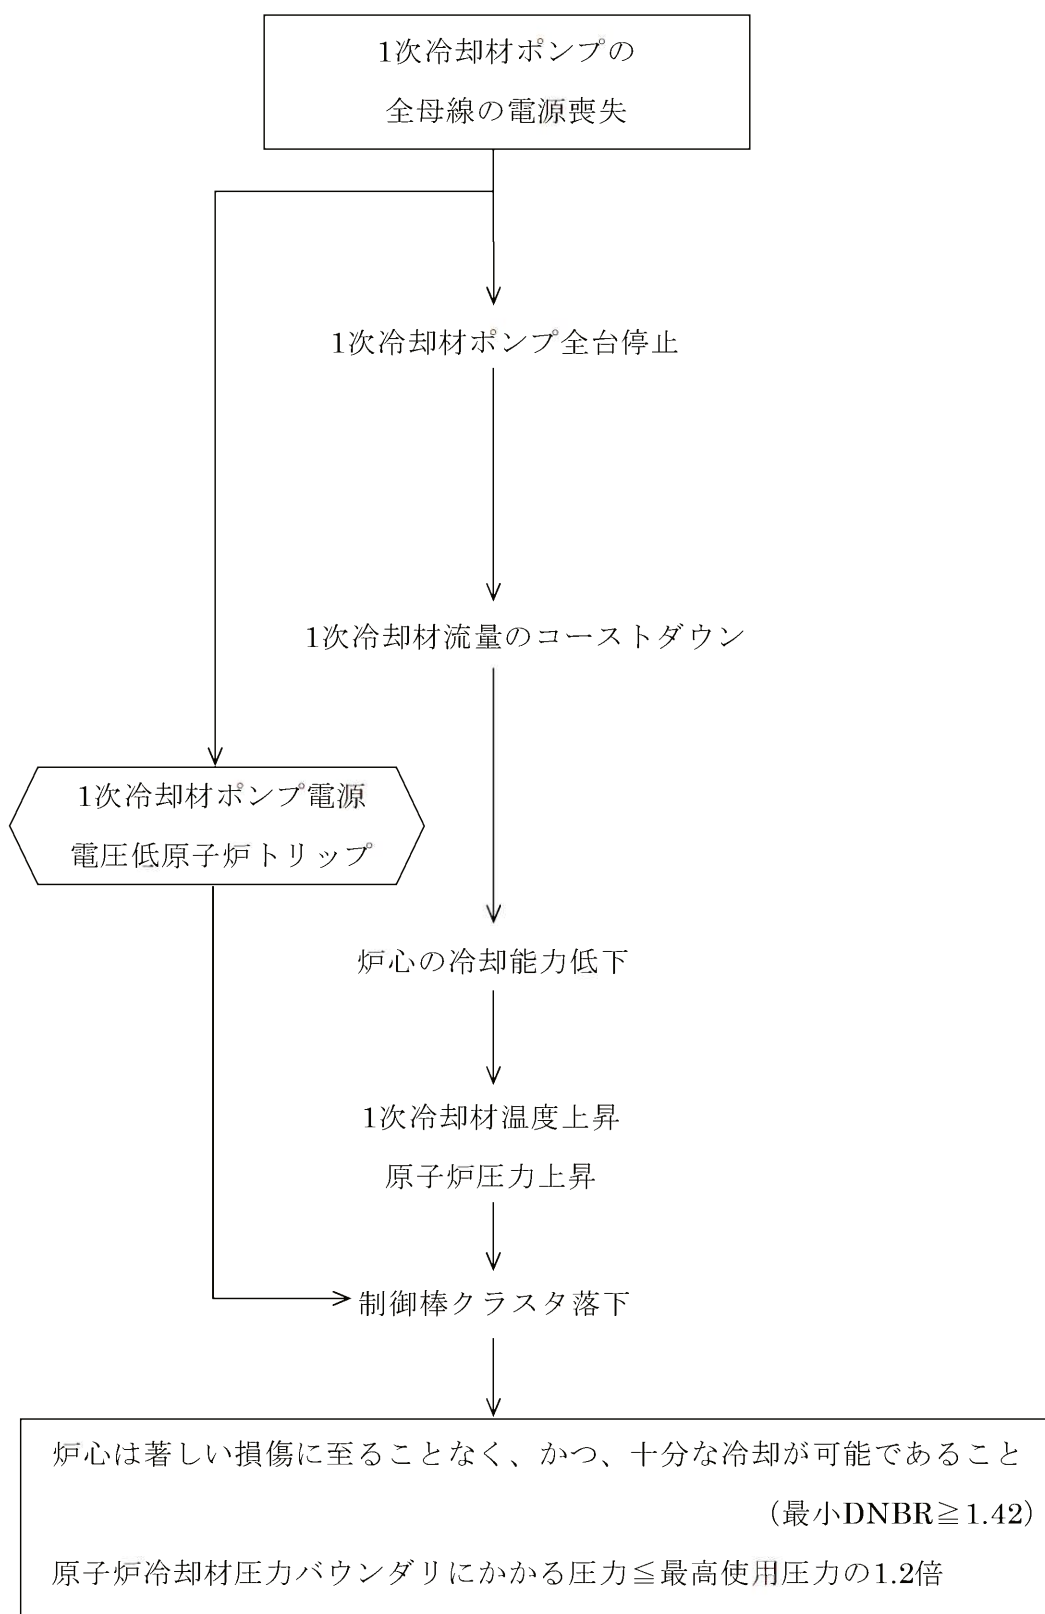 1次冷却材ポンプの
全母線の電源喪失
1次冷却材ポンプ全台停止
1次冷却材流量のコーストダウン
1次冷却材ポンプ電源
電圧低原子炉トリップ
炉心の冷却能力低下
1次冷却材温度上昇
原子炉圧力上昇
制御棒クラスタ落下
炉心は著しい損傷に至ることなく、かつ、十分な冷却が可能であること
（最小DNBR≧1.42）
原子炉冷却材圧力バウンダリにかかる圧力≦最高使用圧力の1.2倍